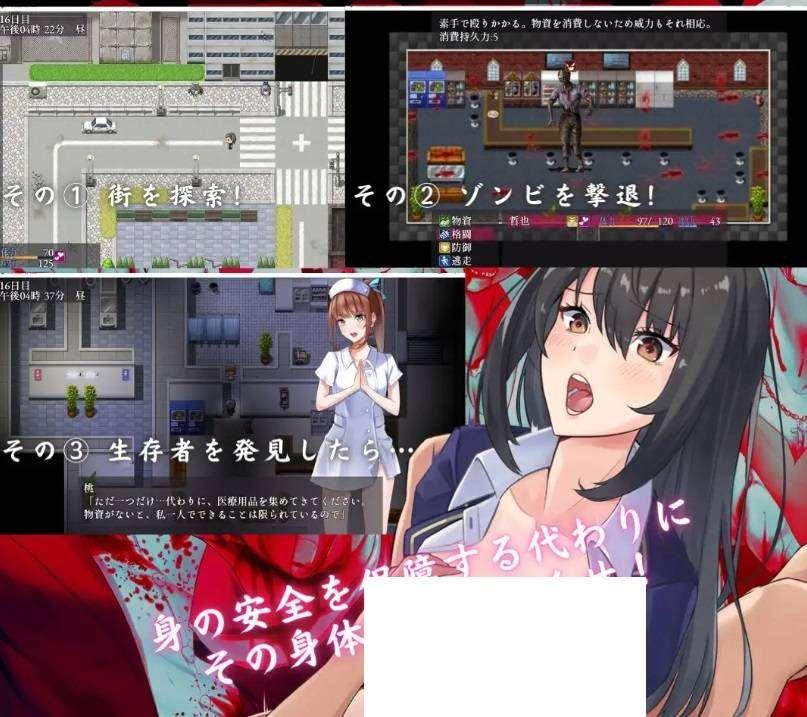 16日目
午後04時 22分　昼
その① 街を探索!
70
125
素手で殴りかかる。物資を消費しないため威力もそれ相応。
消費持久力:5
その② ゾンビを撃退!
物資
格闘
防御
逃走
哲也
97/ 120
43
16日目
午後04時 37分　昼
その③ 生存者を発見したら…
桃
「ただ一つだけ…代わりに、医療用品を集めてきてください。
物資がないと、私一人でできることは限られているので」
身の安全を保障する代わりに
その身体